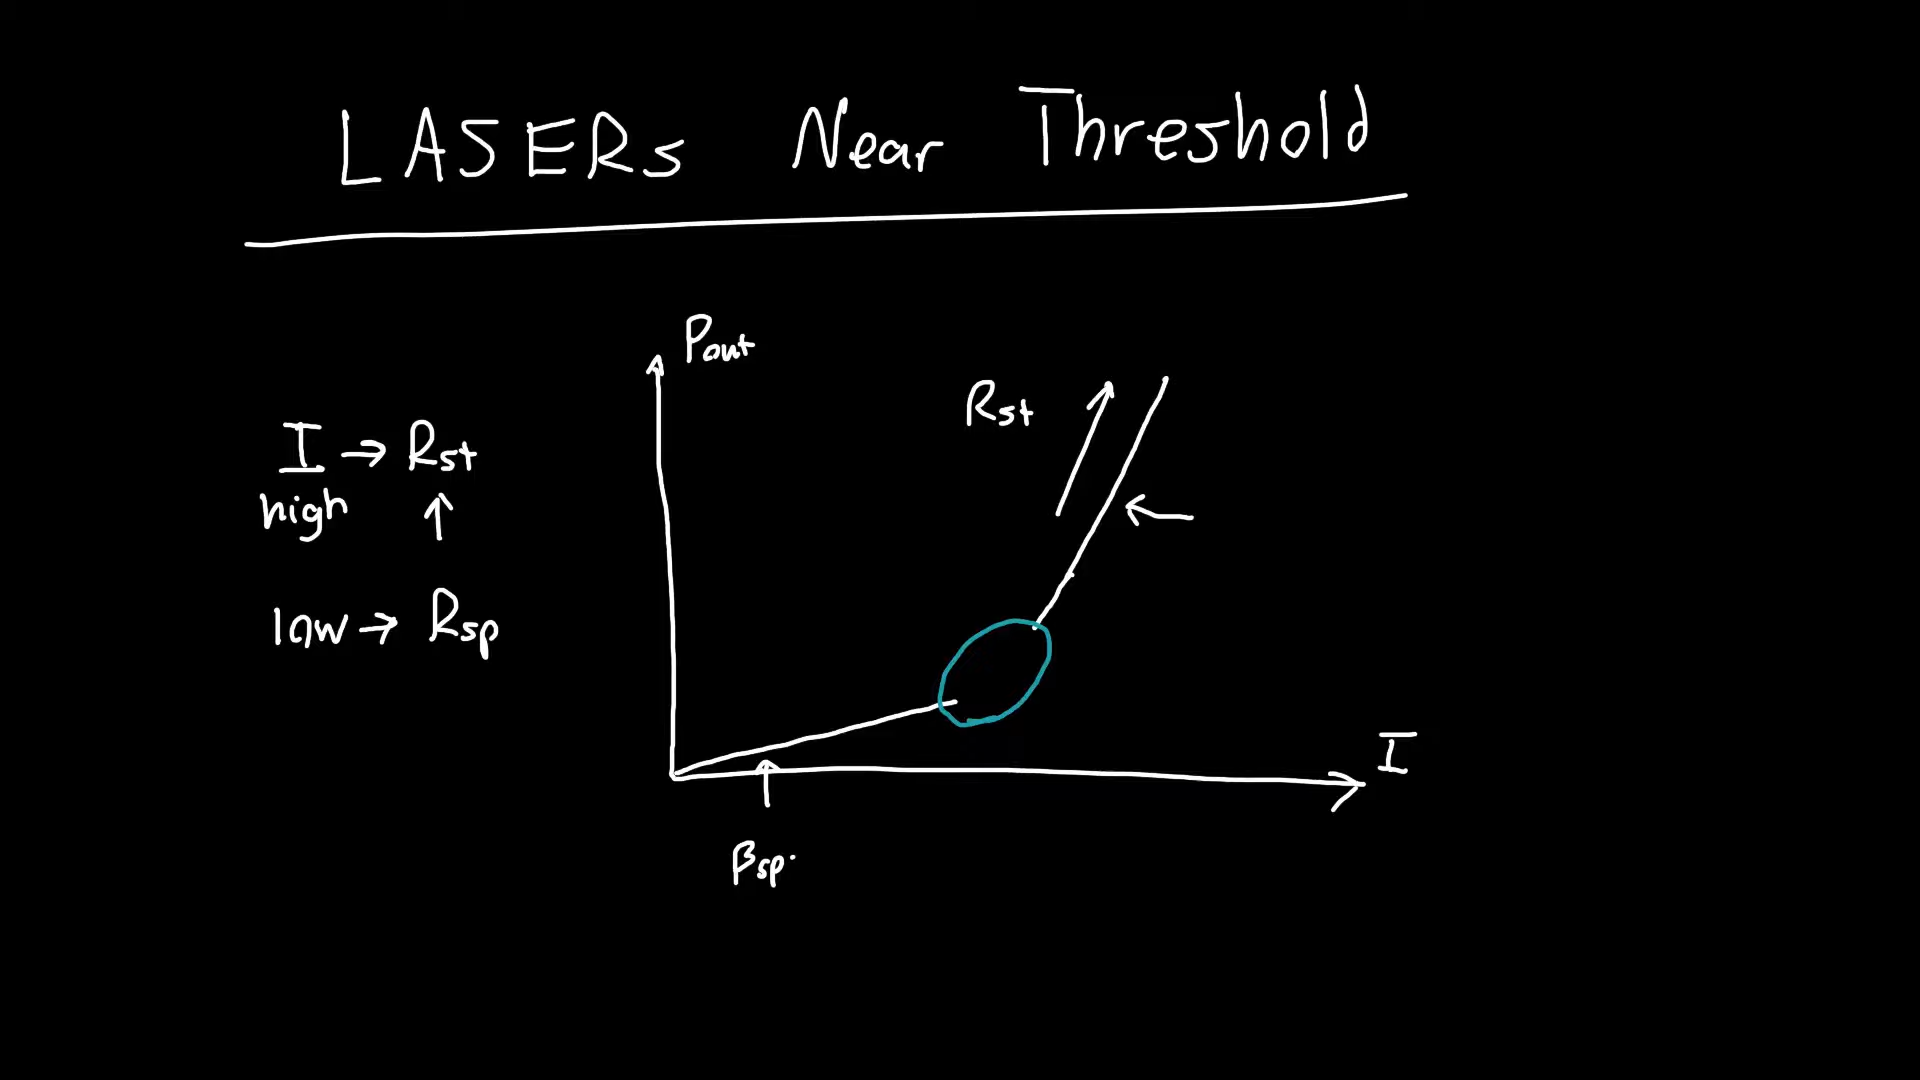 LASERs Near Threshold
Pout
Rst
I → Rst
high ↑
low → Rsp
I
βsp.